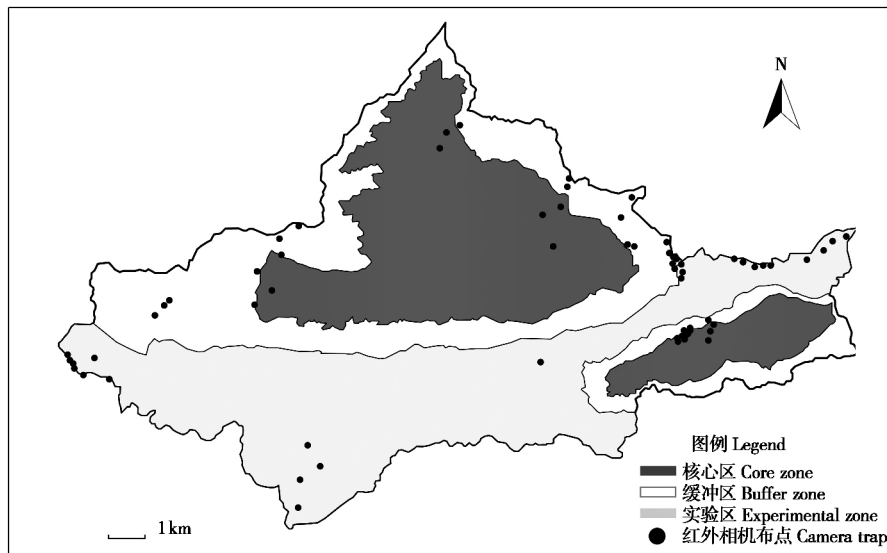 N
图例 Legend
核心区 Core zone
缓冲区 Buffer zone
实验区 Experimental zone
红外相机布点 Camera trap
1 km